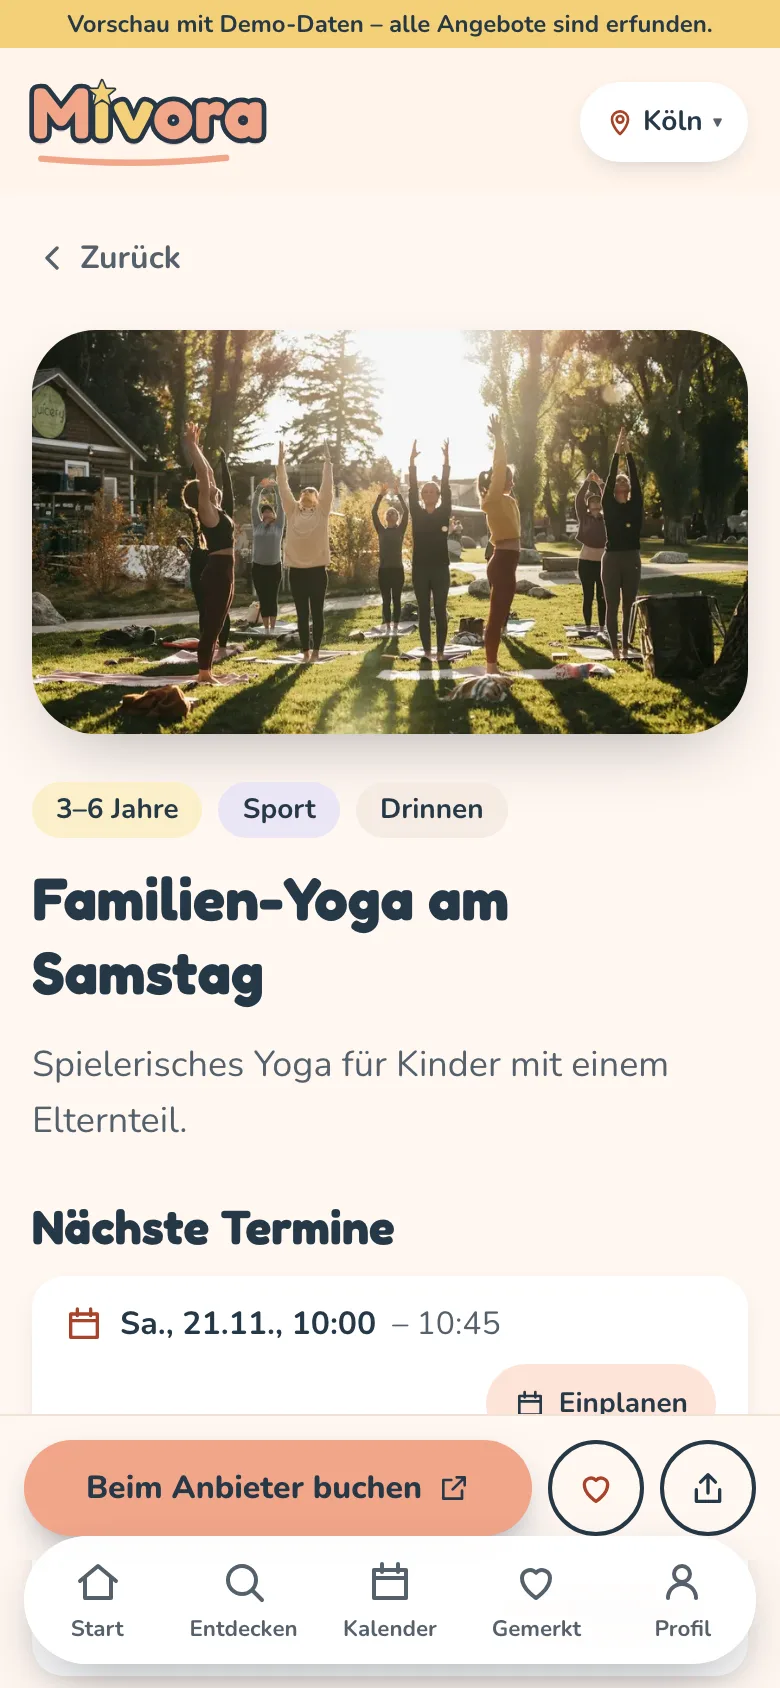 Vorschau mit Demo-Daten – alle Angebote sind erfunden.
Mivora
Köln ▾
Zurück
3–6 Jahre
Sport
Drinnen
Familien-Yoga am
Samstag
Spielerisches Yoga für Kinder mit einem
Elternteil.
Nächste Termine
Sa., 21.11., 10:00 – 10:45
Einplanen
Beim Anbieter buchen
Start
Entdecken
Kalender
Gemerkt
Profil